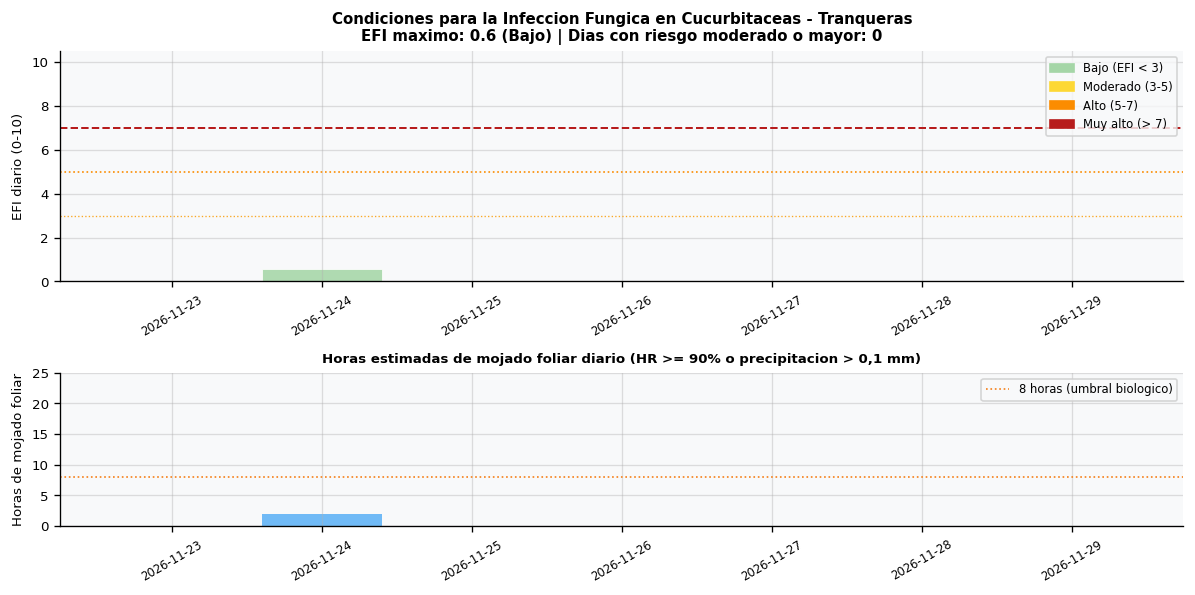 Condiciones para la Infeccion Fungica en Cucurbitaceas - Tranqueras
EFI maximo: 0.6 (Bajo) | Dias con riesgo moderado o mayor: 0
EFI diario (0-10)
10
8
6
4
2
0
Bajo (EFI < 3)
Moderado (3-5)
Alto (5-7)
Muy alto (> 7)
2026-11-23
2026-11-24
2026-11-25
2026-11-26
2026-11-27
2026-11-28
2026-11-29
Horas estimadas de mojado foliar diario (HR >= 90% o precipitacion > 0,1 mm)
Horas de mojado foliar
25
20
15
10
5
0
8 horas (umbral biologico)
2026-11-23
2026-11-24
2026-11-25
2026-11-26
2026-11-27
2026-11-28
2026-11-29